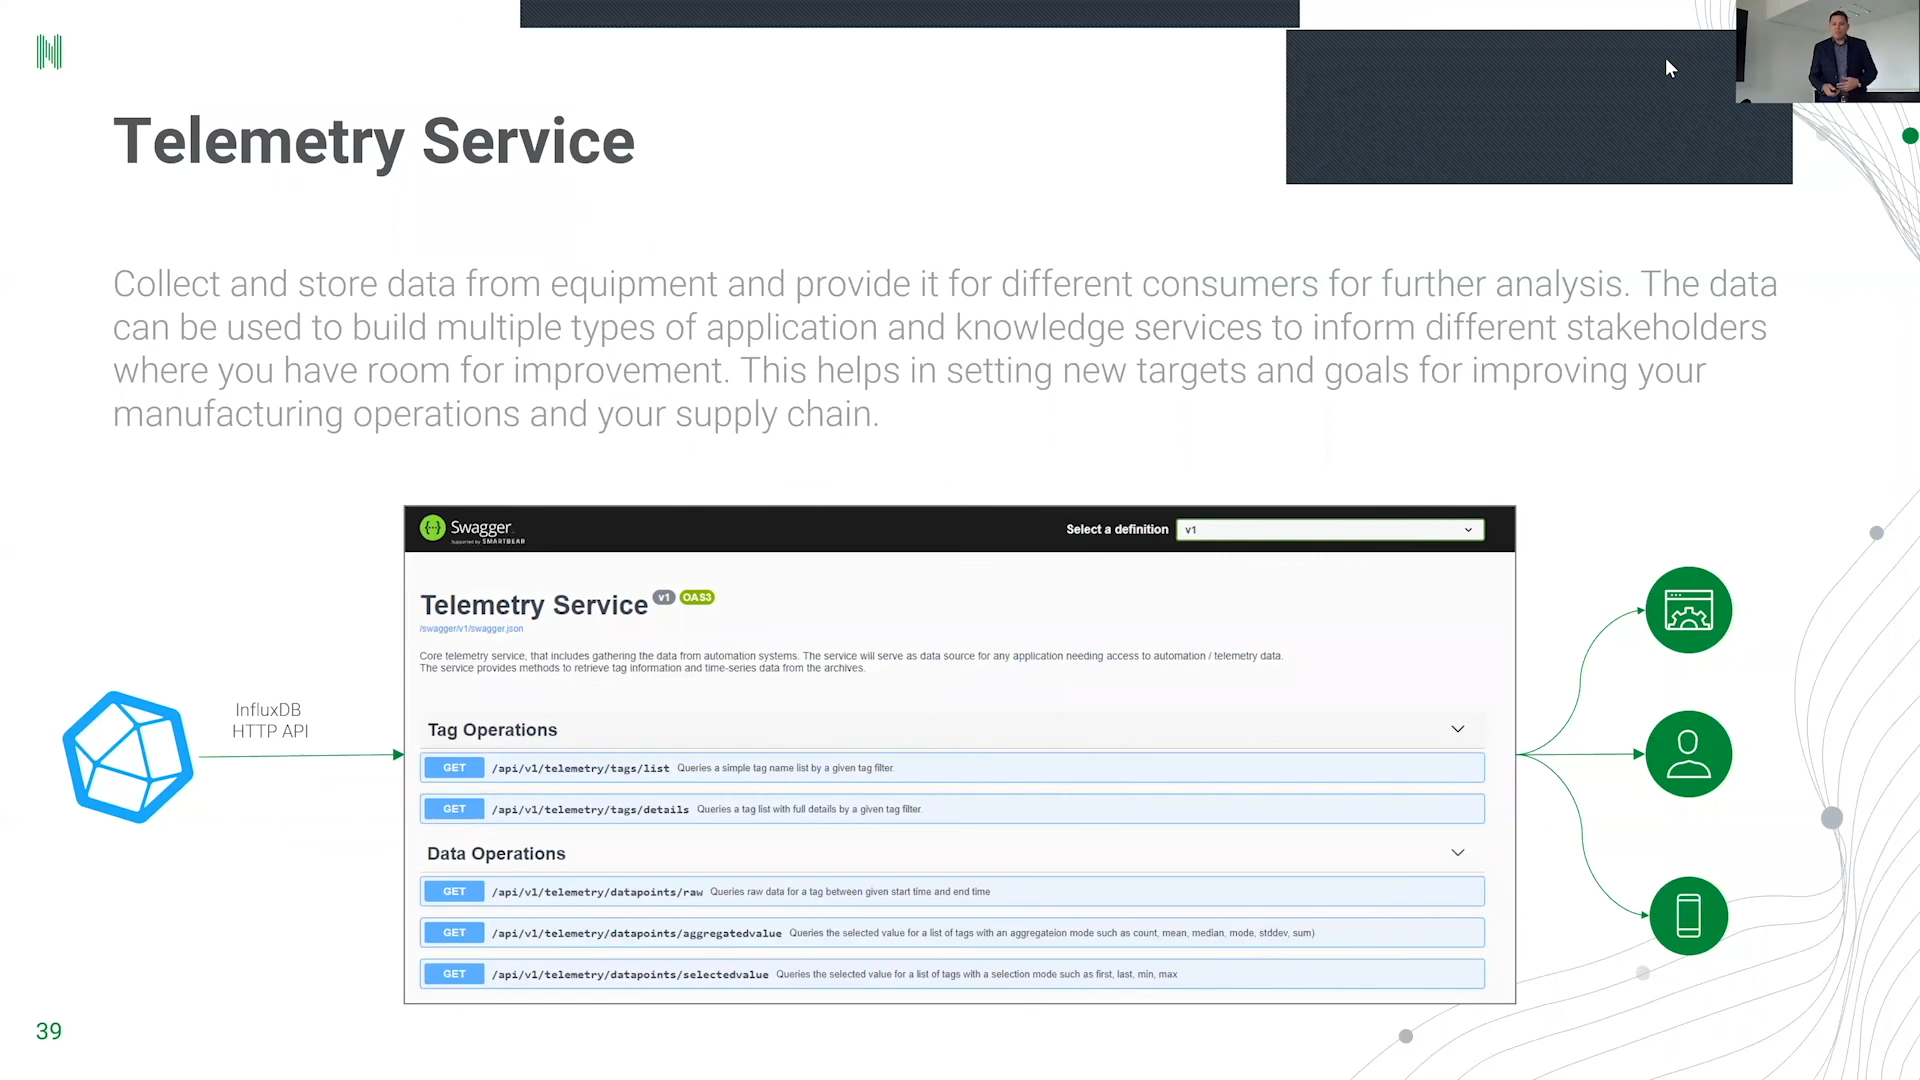 Telemetry Service
Collect and store data from equipment and provide it for different consumers for further analysis. The data
can be used to build multiple types of application and knowledge services to inform different stakeholders
where you have room for improvement. This helps in setting new targets and goals for improving your
manufacturing operations and your supply chain.
Swagger
Supported by SMARTBEAR
Select a definition v1
Telemetry Service v1 OAS3
/swagger/v1/swagger.json
Core telemetry service, that includes gathering the data from automation systems. The service will serve as data source for any application needing access to automation / telemetry data.
The service provides methods to retrieve tag information and time-series data from the archives.
InfluxDB
HTTP API
Tag Operations
GET /api/v1/telemetry/tags/list Queries a simple tag name list by a given tag filter.
GET /api/v1/telemetry/tags/details Queries a tag list with full details by a given tag filter.
Data Operations
GET /api/v1/telemetry/datapoints/raw Queries raw data for a tag between given start time and end time
GET /api/v1/telemetry/datapoints/aggregatedvalue Queries the selected value for a list of tags with an aggregateion mode such as count, mean, median, mode, stddev, sum)
GET /api/v1/telemetry/datapoints/selectedvalue Queries the selected value for a list of tags with a selection mode such as first, last, min, max
39